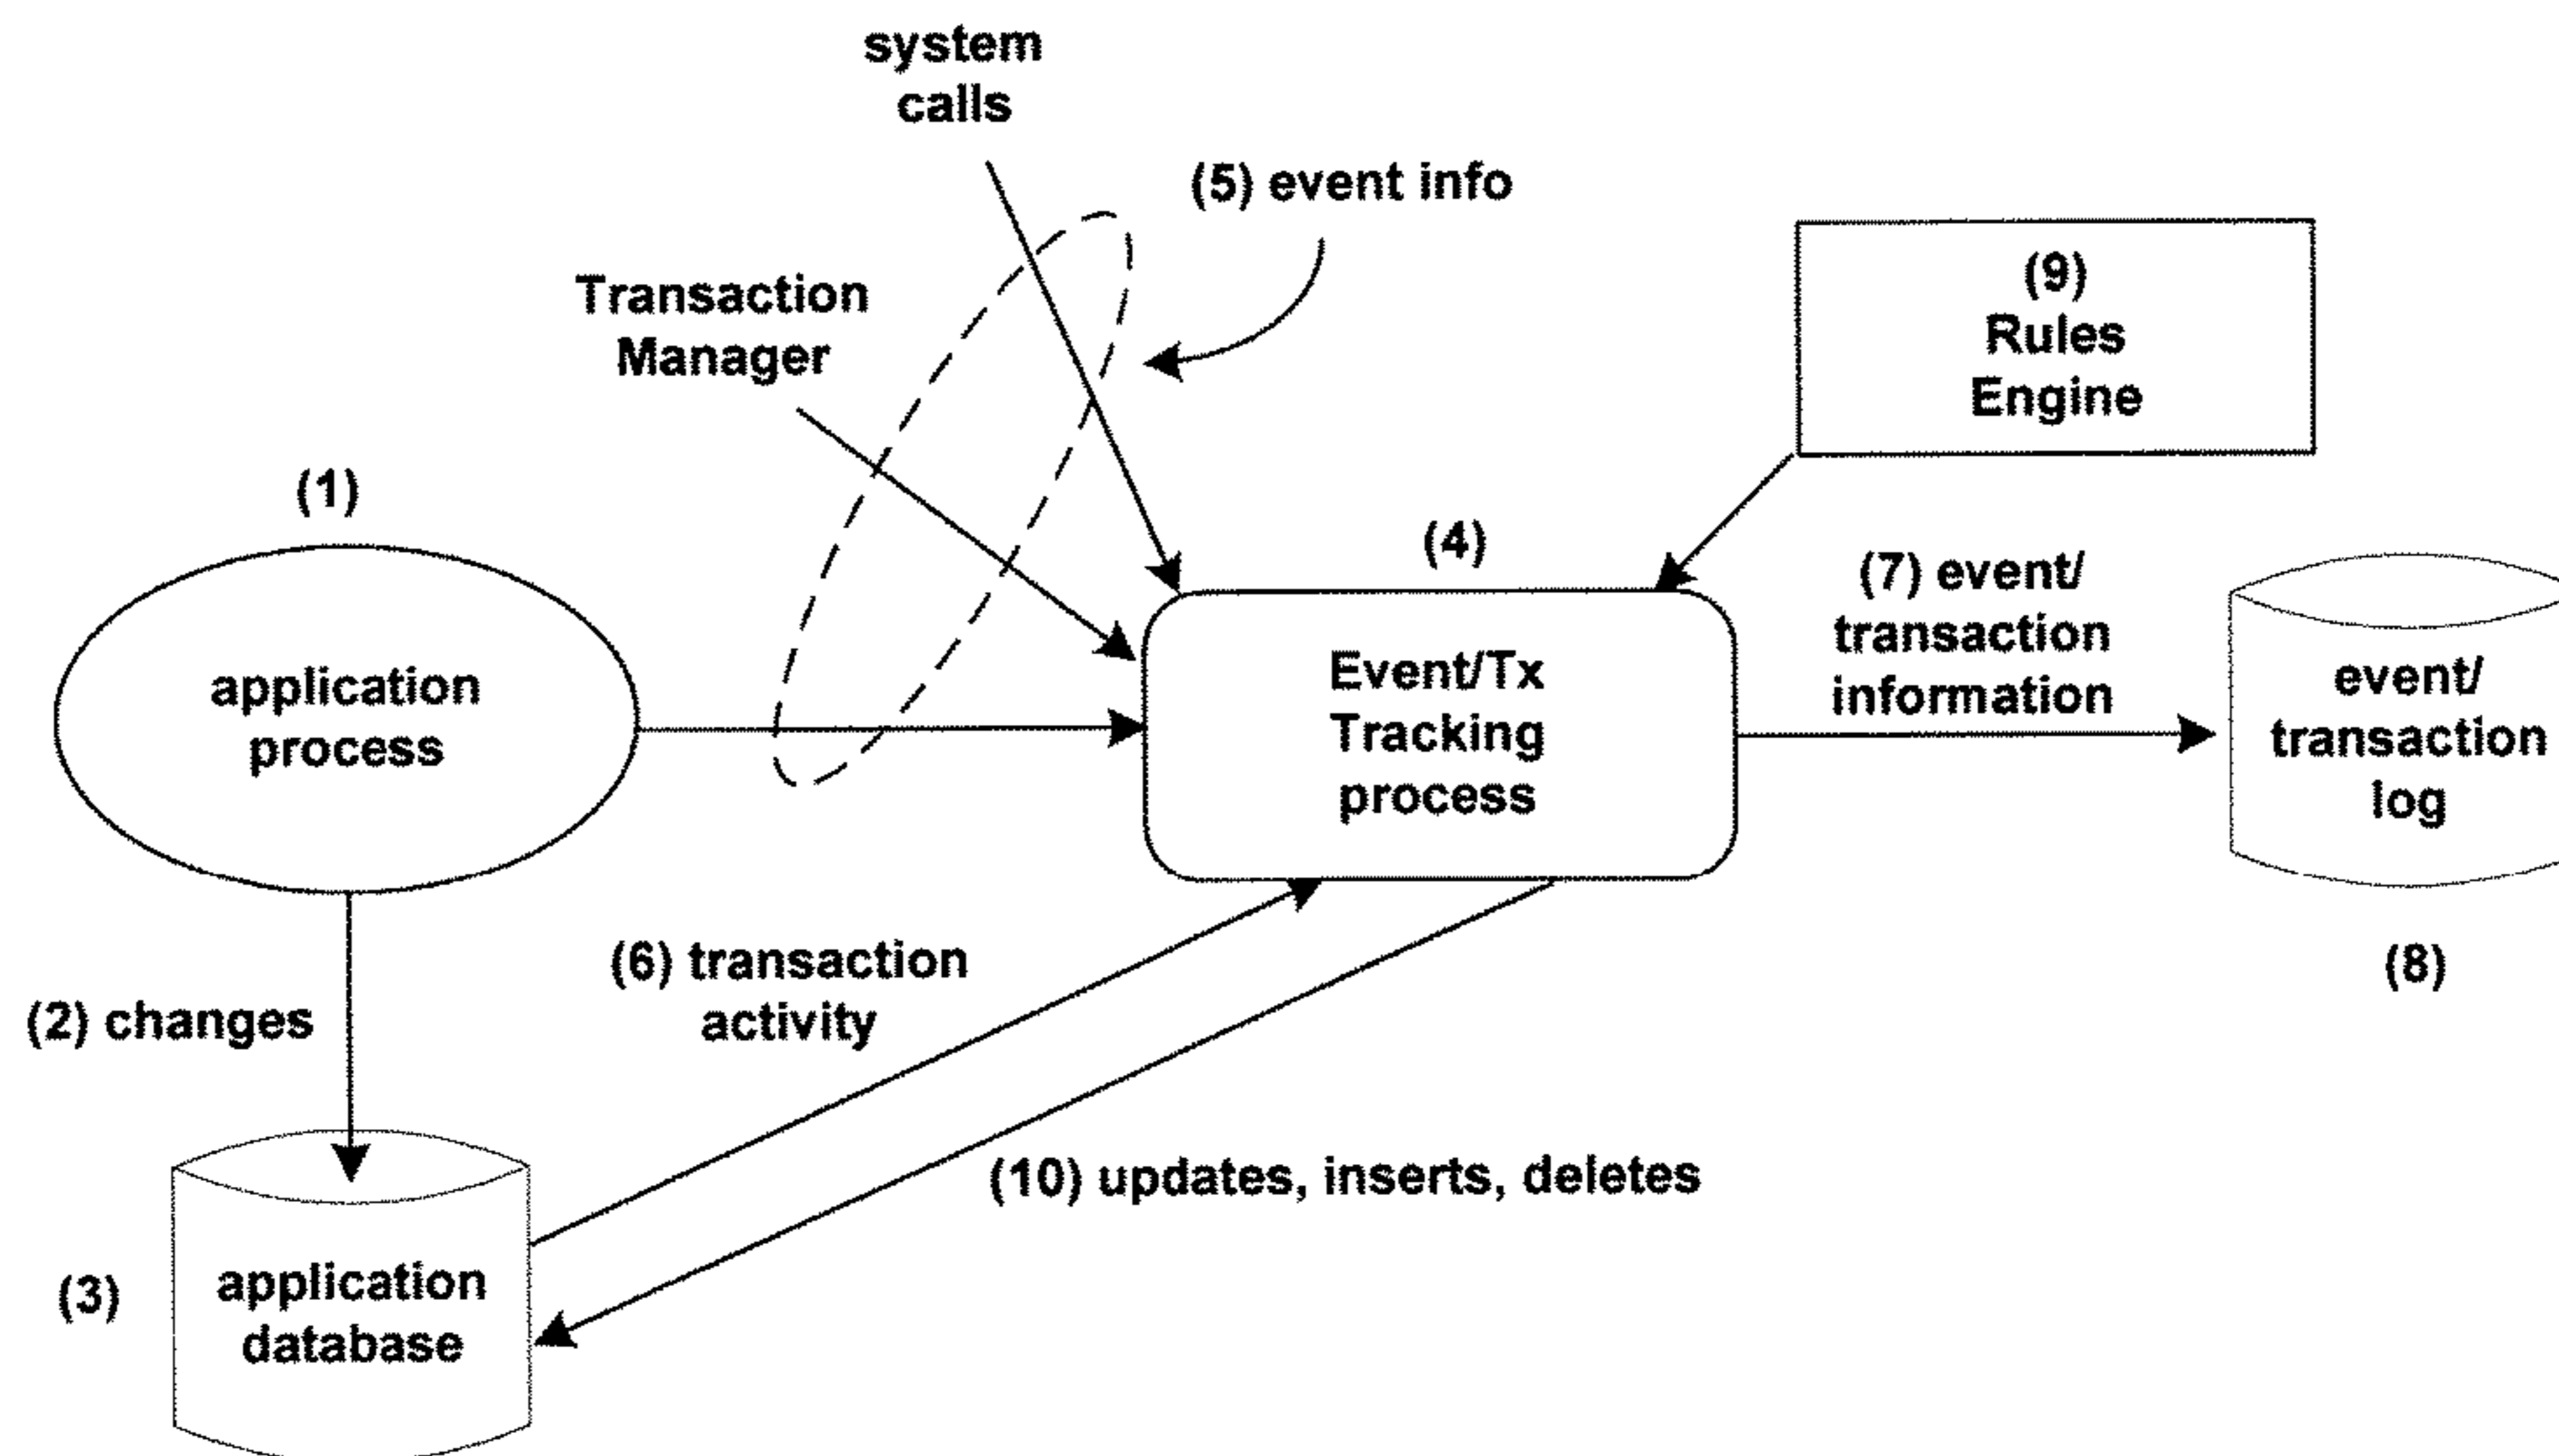 system
calls
(5) event info
Transaction
Manager
(9)
Rules
Engine
(1)
(4)
(7) event/
transaction
information
application
process
Event/Tx
Tracking
process
event/
transaction
log
(6) transaction
activity
(8)
(2) changes
(10) updates, inserts, deletes
(3)
application
database